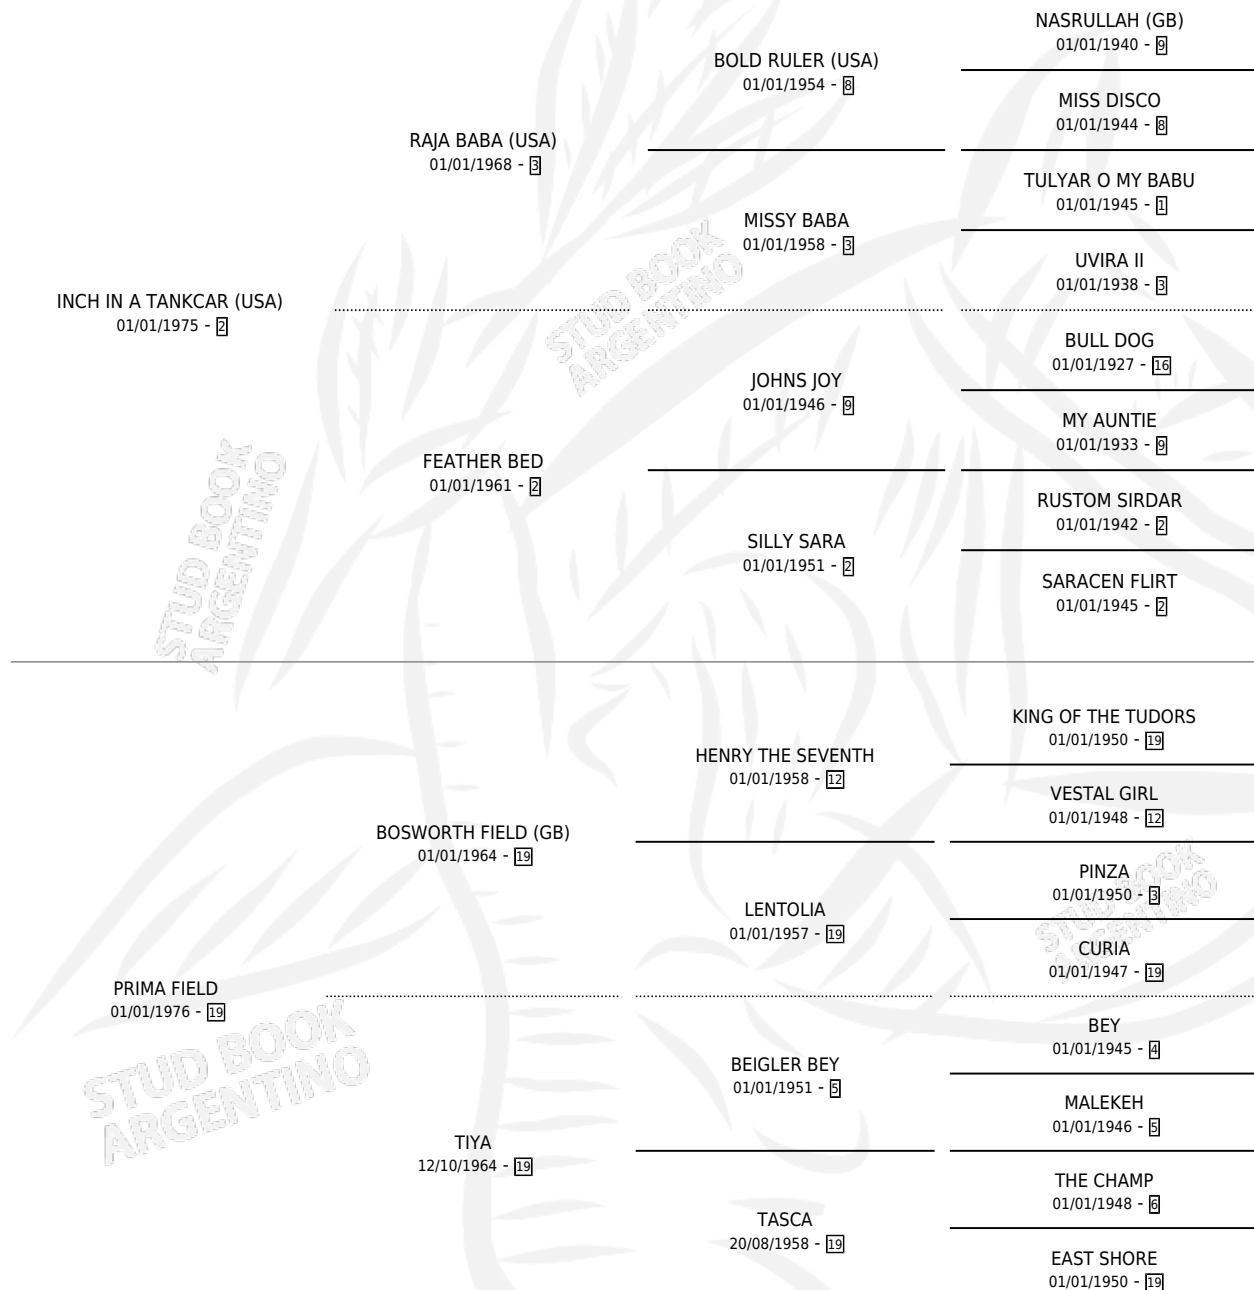 NASRULLAH (GB)
01/01/1940 - 9
BOLD RULER (USA)
01/01/1954 - 8
MISS DISCO
01/01/1944 - 8
RAJA BABA (USA)
01/01/1968 - 3
TULYAR O MY BABU
01/01/1945 - 1
MISSY BABA
01/01/1958 - 3
UVIRA II
01/01/1938 - 3
INCH IN A TANKCAR (USA)
01/01/1975 - 2
BULL DOG
01/01/1927 - 16
JOHNS JOY
01/01/1946 - 9
MY AUNTIE
01/01/1933 - 9
FEATHER BED
01/01/1961 - 2
RUSTOM SIRDAR
01/01/1942 - 2
SILLY SARA
01/01/1951 - 2
SARACEN FLIRT
01/01/1945 - 2
KING OF THE TUDORS
01/01/1950 - 19
HENRY THE SEVENTH
01/01/1958 - 12
VESTAL GIRL
01/01/1948 - 12
BOSWORTH FIELD (GB)
01/01/1964 - 19
PINZA
01/01/1950 - 3
LENTOLIA
01/01/1957 - 19
CURIA
01/01/1947 - 19
PRIMA FIELD
01/01/1976 - 19
BEY
01/01/1945 - 4
BEIGLER BEY
01/01/1951 - 5
MALEKEH
01/01/1946 - 5
TIYA
12/10/1964 - 19
THE CHAMP
01/01/1948 - 6
TASCA
20/08/1958 - 19
EAST SHORE
01/01/1950 - 19
STUD BOOK
ARGENTINO
STUD BOOK
ARGENTINO
STUD BOOK
ARGENTINO
STUD BOOK
ARGENTINO